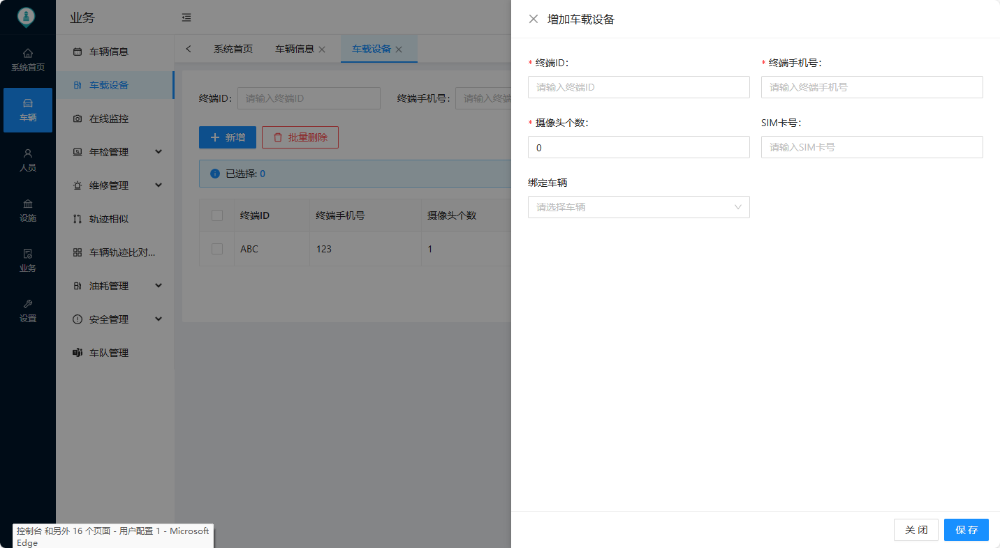 系统首页
车辆
人员
设施
业务
设置
业务
车辆信息
车载设备
在线监控
年检管理
维修管理
轨迹相似
车辆轨迹比对...
油耗管理
安全管理
车队管理
系统首页 车辆信息 车载设备
终端ID: 请输入终端ID 终端手机号: 请输入终端
新增 批量删除
已选择: 0
终端ID 终端手机号 摄像头个数
ABC 123 1
增加车载设备
* 终端ID: * 终端手机号:
请输入终端ID 请输入终端手机号
* 摄像头个数: SIM卡号:
0 请输入SIM卡号
绑定车辆
请选择车辆
关 闭 保 存
控制台 和另外 16 个页面 - 用户配置 1 - Microsoft
Edge